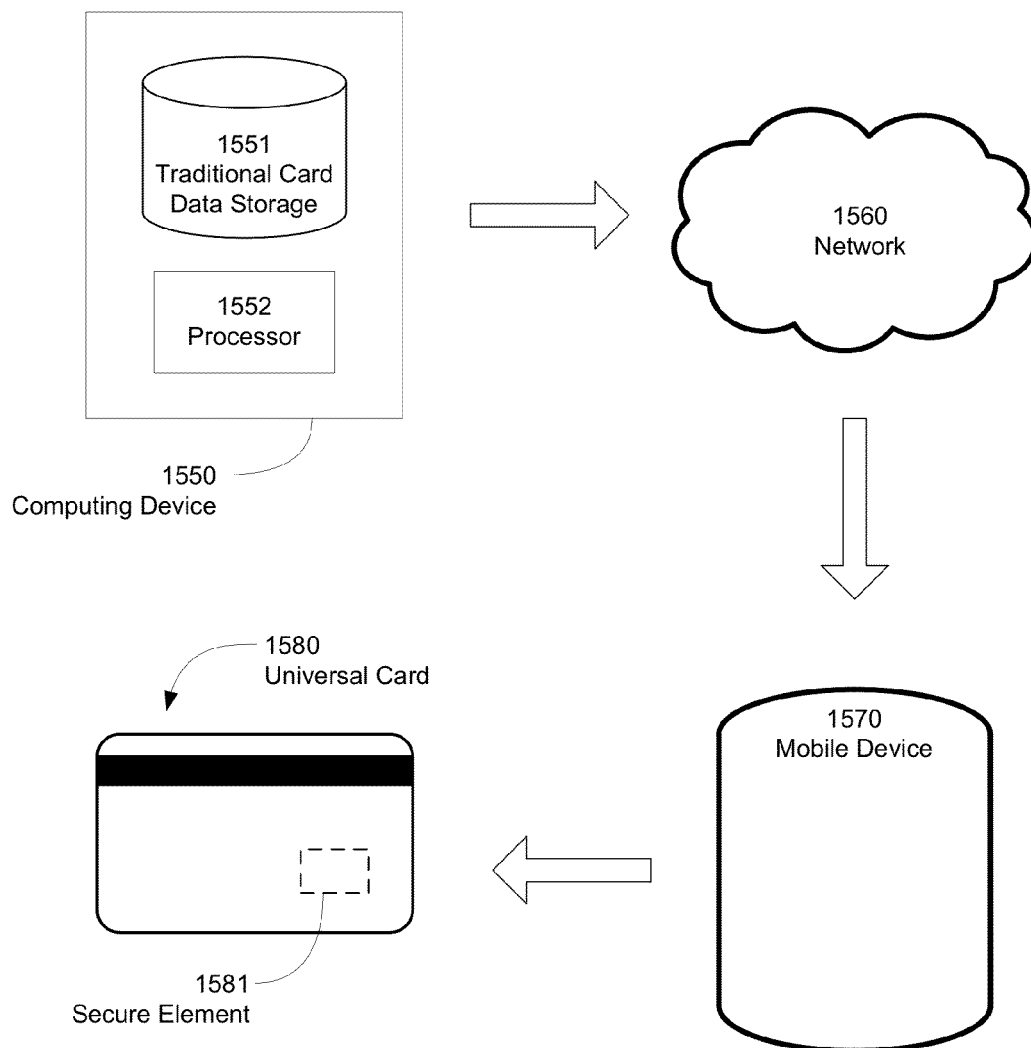 1551
Traditional Card
Data Storage
1552
Processor
1550
Computing Device
1560
Network
1580
Universal Card
1570
Mobile Device
1581
Secure Element